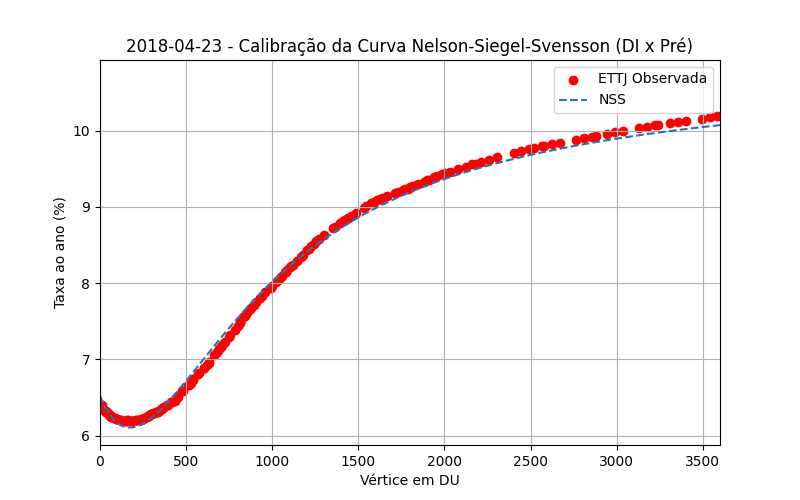 2018-04-23 - Calibração da Curva Nelson-Siegel-Svensson (DI x Pré)
ETTJ Observada
NSS
Taxa ao ano (%)
10
9
8
7
6
0 500 1000 1500 2000 2500 3000 3500
Vértice em DU